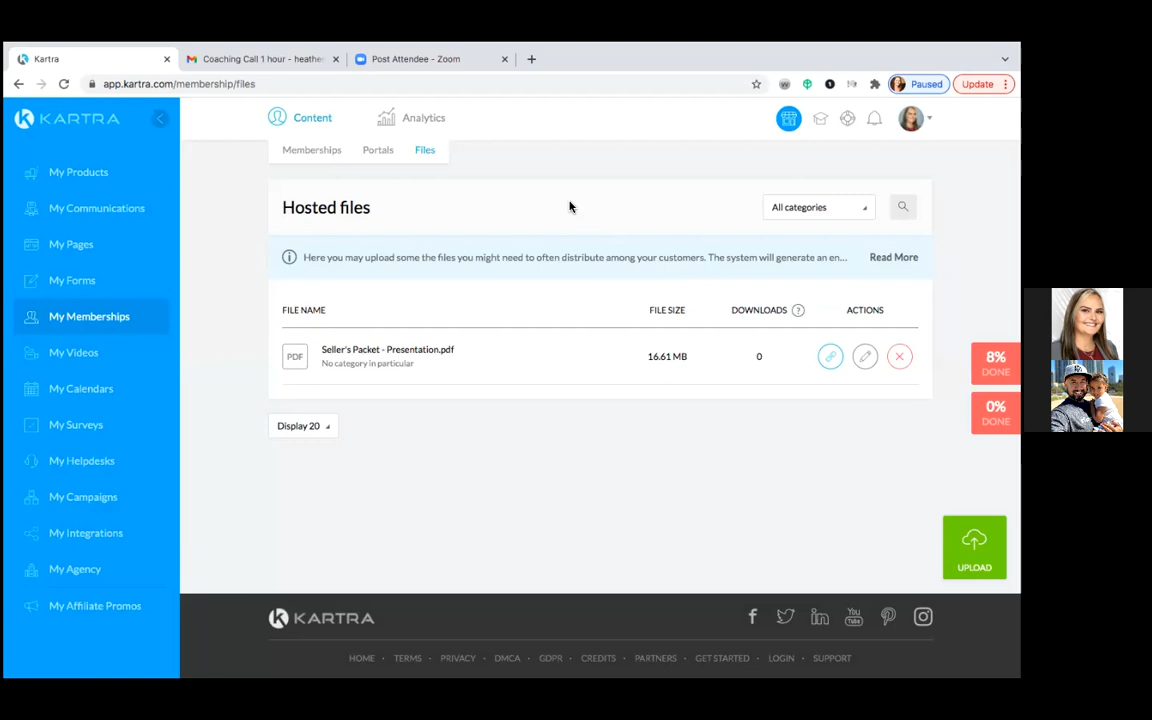 Kartra
Coaching Call 1 hour - heathe
Post Attendee - Zoom
app.kartra.com/membership/files
Paused
Update
KARTRA
Content
Analytics
Memberships
Portals
Files
My Products
My Communications
My Pages
My Forms
My Memberships
My Videos
My Calendars
My Surveys
My Helpdesks
My Campaigns
My Integrations
My Agency
My Affiliate Promos
Hosted files
All categories
Here you may upload some the files you might need to often distribute among your customers. The system will generate an en...
Read More
FILE NAME
FILE SIZE
DOWNLOADS ?
ACTIONS
PDF
Seller's Packet - Presentation.pdf
No category in particular
16.61 MB
0
Display 20
8%
DONE
0%
DONE
UPLOAD
KARTRA
You
Tube
HOME • TERMS • PRIVACY • DMCA • GDPR • CREDITS • PARTNERS • GET STARTED • LOGIN • SUPPORT